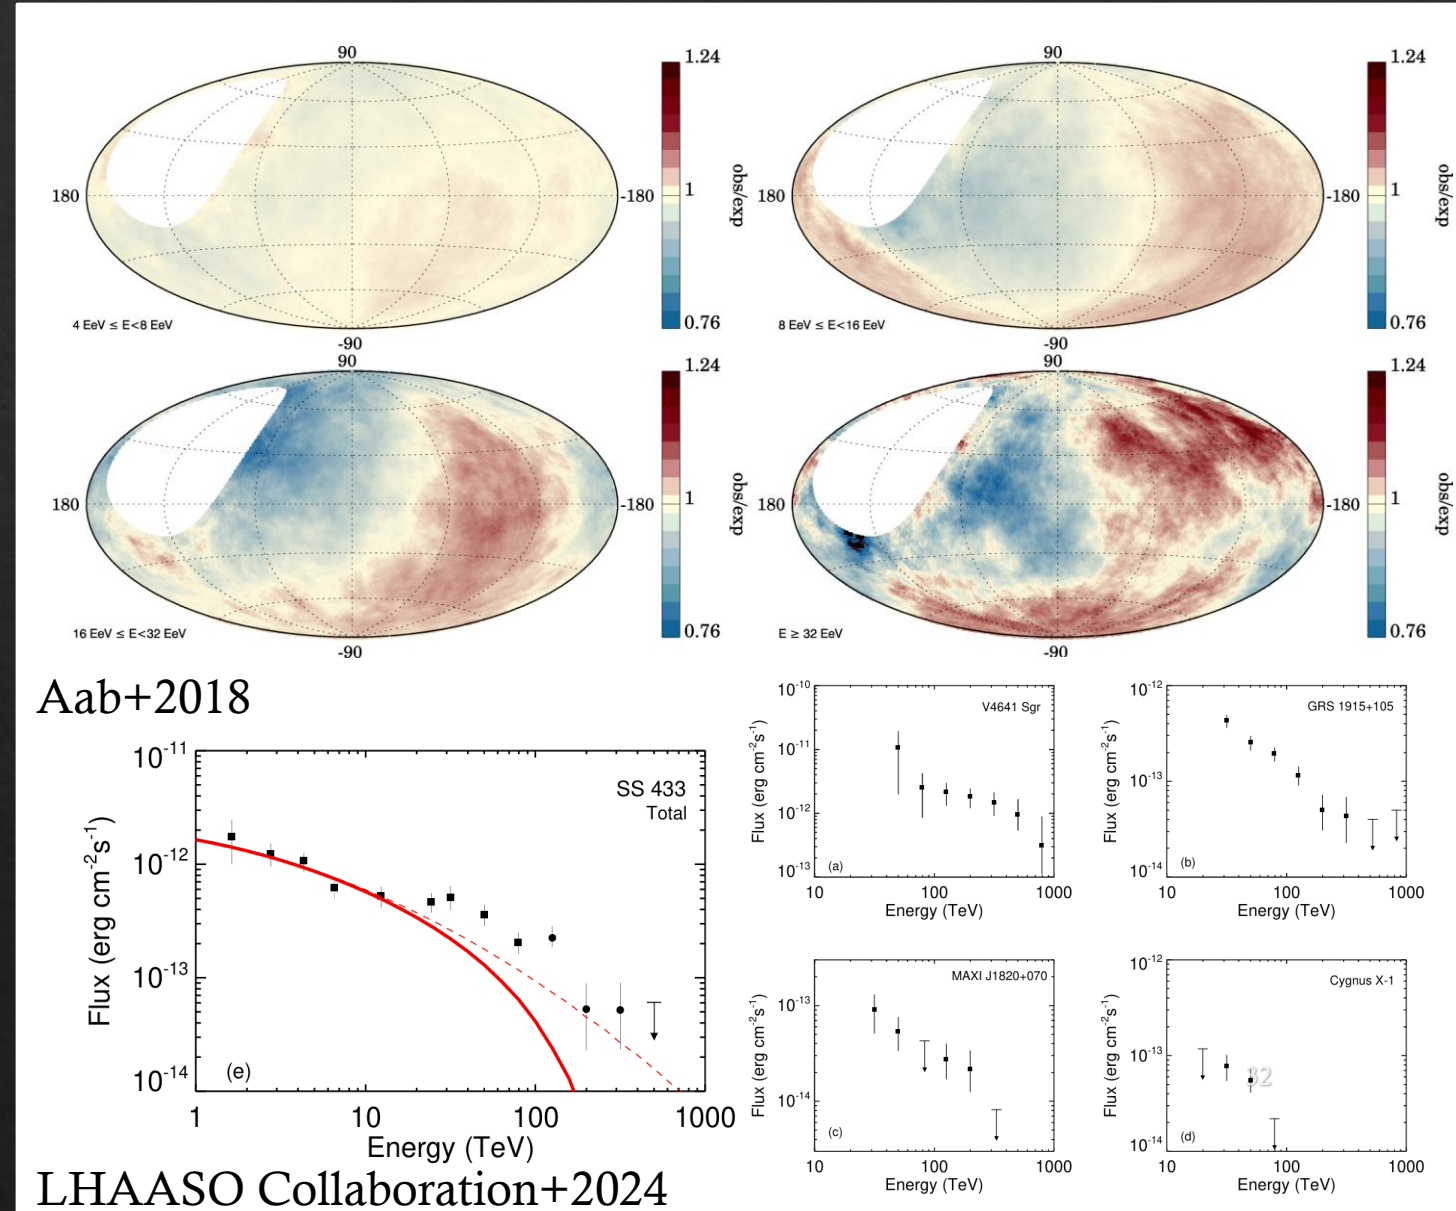 90
1.24
180
-180
1
obs/exp
4 EeV ≤ E<8 EeV
0.76
-90
90
1.24
180
-180
1
obs/exp
8 EeV ≤ E<16 EeV
0.76
-90
90
1.24
180
-180
1
obs/exp
16 EeV ≤ E<32 EeV
0.76
-90
90
1.24
180
-180
1
obs/exp
E ≥ 32 EeV
0.76
-90
Aab+2018
10⁻¹¹
SS 433
Total
10⁻¹²
Flux (erg cm⁻²s⁻¹)
10⁻¹³
10⁻¹⁴
(e)
1 10 100 1000
Energy (TeV)
LHAASO Collaboration+2024
10⁻¹⁰
V4641 Sgr
10⁻¹¹
Flux (erg cm⁻²s⁻¹)
10⁻¹²
10⁻¹³
(a)
10 100 1000
Energy (TeV)
10⁻¹²
GRS 1915+105
10⁻¹³
Flux (erg cm⁻²s⁻¹)
10⁻¹⁴
(b)
10 100 1000
Energy (TeV)
MAXI J1820+070
10⁻¹³
Flux (erg cm⁻²s⁻¹)
10⁻¹⁴
(c)
10 100 1000
Energy (TeV)
10⁻¹²
Cygnus X-1
10⁻¹³
Flux (erg cm⁻²s⁻¹)
32
10⁻¹⁴
(d)
10 100 1000
Energy (TeV)